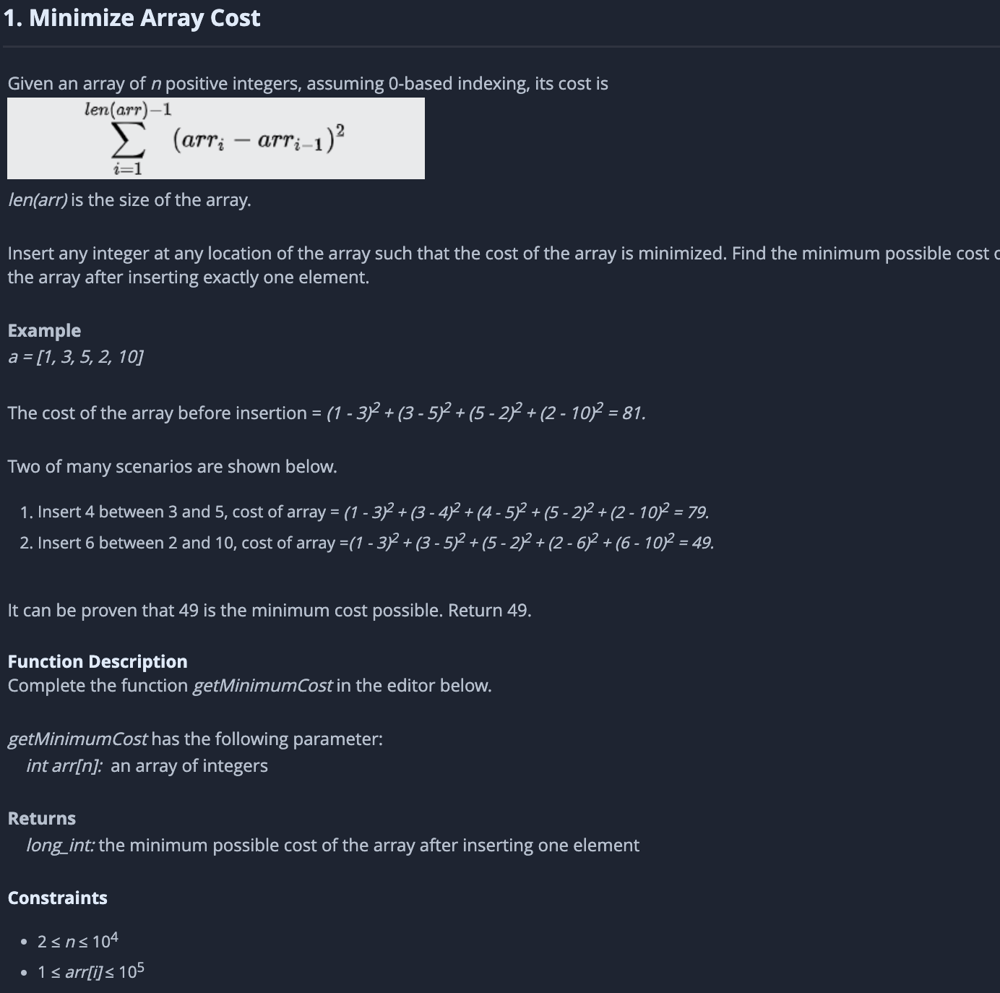 1. Minimize Array Cost
Given an array of n positive integers, assuming 0-based indexing, its cost is
len(arr)−1
∑ (arrᵢ − arrᵢ₋₁)²
i=1
len(arr) is the size of the array.
Insert any integer at any location of the array such that the cost of the array is minimized. Find the minimum possible cost
the array after inserting exactly one element.
Example
a = [1, 3, 5, 2, 10]
The cost of the array before insertion = (1 - 3)² + (3 - 5)² + (5 - 2)² + (2 - 10)² = 81.
Two of many scenarios are shown below.
1. Insert 4 between 3 and 5, cost of array = (1 - 3)² + (3 - 4)² + (4 - 5)² + (5 - 2)² + (2 - 10)² = 79.
2. Insert 6 between 2 and 10, cost of array =(1 - 3)² + (3 - 5)² + (5 - 2)² + (2 - 6)² + (6 - 10)² = 49.
It can be proven that 49 is the minimum cost possible. Return 49.
Function Description
Complete the function getMinimumCost in the editor below.
getMinimumCost has the following parameter:
int arr[n]: an array of integers
Returns
long_int: the minimum possible cost of the array after inserting one element
Constraints
• 2 ≤ n ≤ 10⁴
• 1 ≤ arr[i] ≤ 10⁵